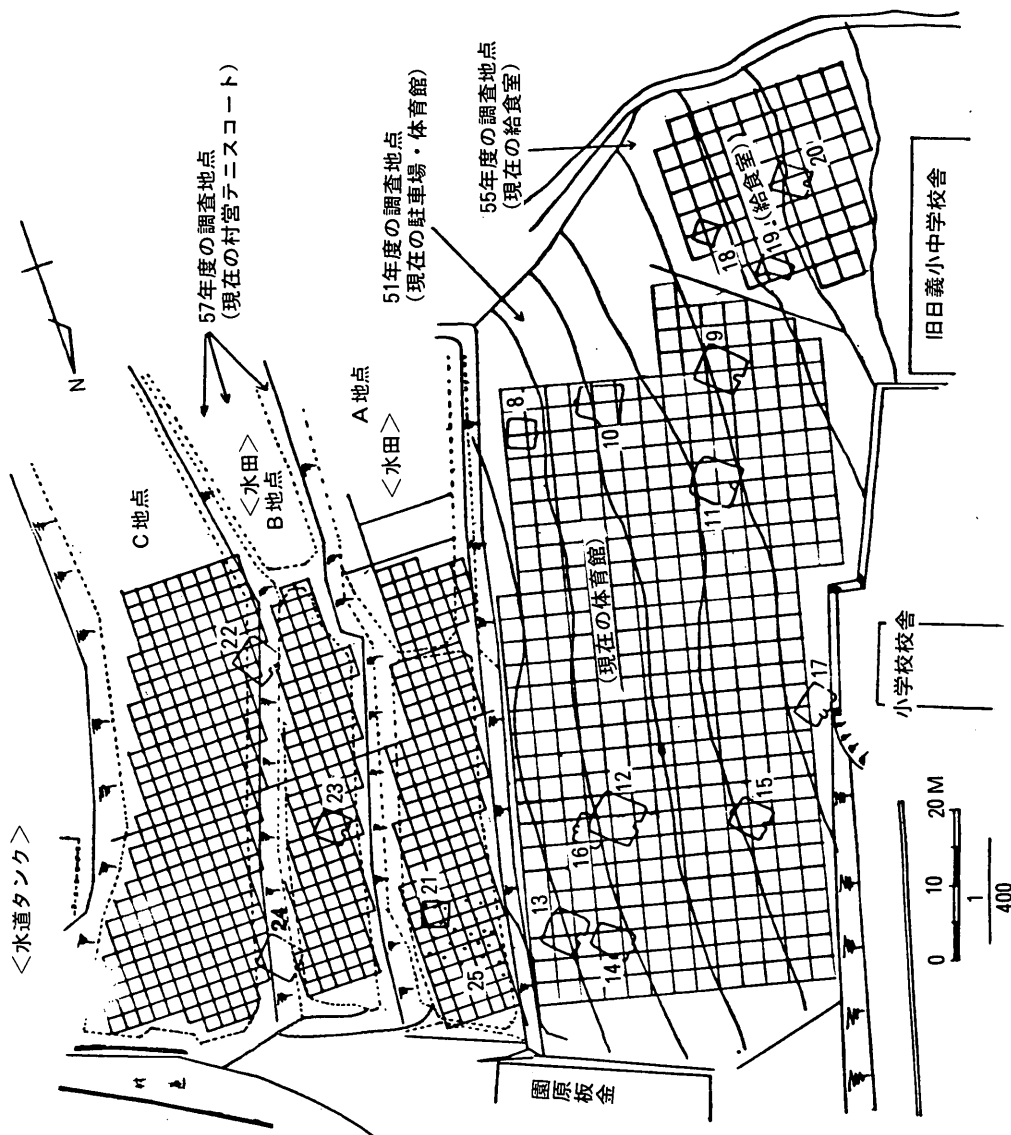 ＜水道タンク＞
C地点
57年度の調査地点
(現在の村営テニスコート)
N
＜水田＞
B地点
A地点
＜水田＞
51年度の調査地点
(現在の駐車場・体育館)
55年度の調査地点
(現在の給食室)
22
23
24
21
25
8
10
9
11
(現在の体育館)
12
16
13
14
15
17
18
19
(給食室)
20
旧日義小中学校舎
小学校校舎
園原板金
0 10 20 M
1
400